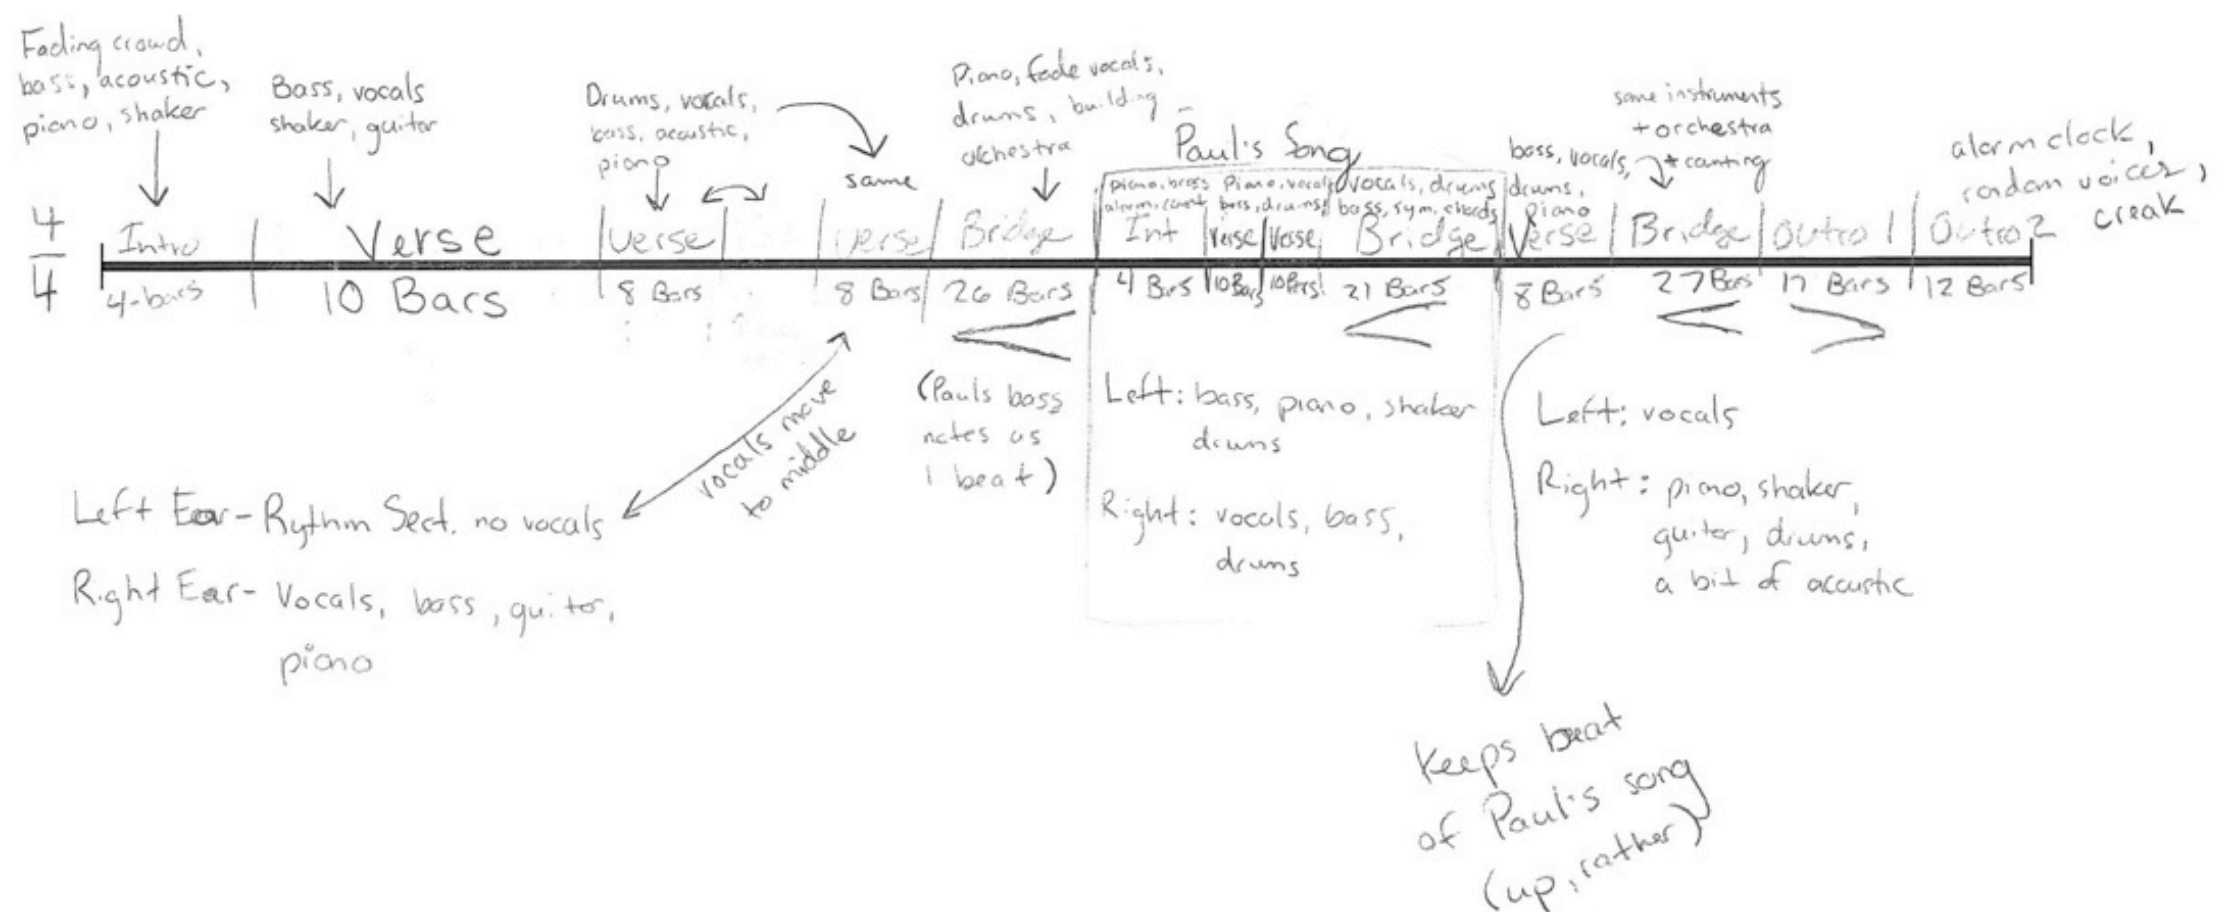 Fading crowd,
bass, acoustic,
piano, shaker
Bass, vocals
shaker, guitar
Drums, vocals,
bass, acoustic,
piano
same
Piano, fade vocals,
drums, building
orchestra
Paul's Song
piano, brass
alarm, count
Piano, vocals
bass, drums
vocals, drums
bass, sym. chords
bass, vocals,
drums,
piano
same instruments
+ orchestra
+ counting
alarm clock,
random voices,
creak
4
4
Intro
Verse
Verse
Verse
Bridge
Int
Verse
Verse
Bridge
Verse
Bridge
Outro 1
Outro 2
4-bars
10 Bars
8 Bars
8 Bars
26 Bars
4 Bars
10 Bars
10 Bars
21 Bars
8 Bars
27 Bars
17 Bars
12 Bars
vocals move
to middle
(Pauls bass
notes as
1 beat)
Left: bass, piano, shaker
drums
Right: vocals, bass,
drums
Left: vocals
Right: piano, shaker,
guitar, drums,
a bit of accustic
Left Ear- Rythm Sect. no vocals
Right Ear- Vocals, bass, guitar,
piano
Keeps beat
of Paul's song
(up, rather)